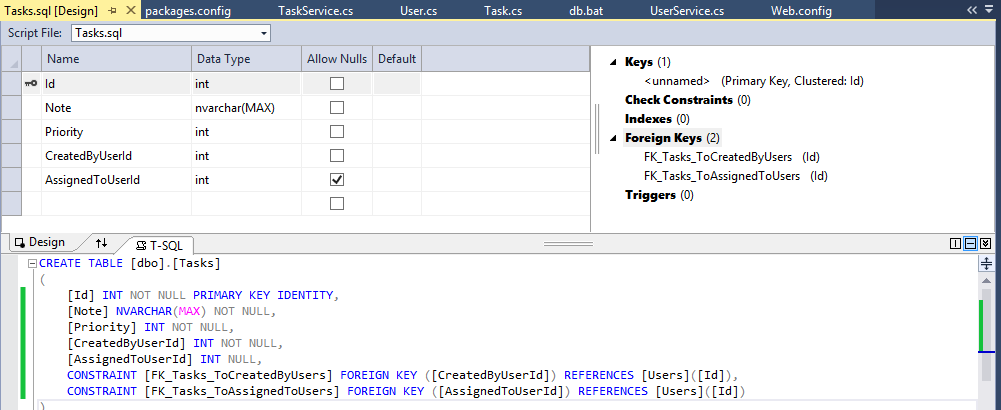 Tasks.sql [Design] packages.config TaskService.cs User.cs Task.cs db.bat UserService.cs Web.config
Script File: Tasks.sql
Name Data Type Allow Nulls Default
Id int
Note nvarchar(MAX)
Priority int
CreatedByUserId int
AssignedToUserId int
Keys (1)
<unnamed> (Primary Key, Clustered: Id)
Check Constraints (0)
Indexes (0)
Foreign Keys (2)
FK_Tasks_ToCreatedByUsers (Id)
FK_Tasks_ToAssignedToUsers (Id)
Triggers (0)
Design T-SQL
CREATE TABLE [dbo].[Tasks]
(
[Id] INT NOT NULL PRIMARY KEY IDENTITY,
[Note] NVARCHAR(MAX) NOT NULL,
[Priority] INT NOT NULL,
[CreatedByUserId] INT NOT NULL,
[AssignedToUserId] INT NULL,
CONSTRAINT [FK_Tasks_ToCreatedByUsers] FOREIGN KEY ([CreatedByUserId]) REFERENCES [Users]([Id]),
CONSTRAINT [FK_Tasks_ToAssignedToUsers] FOREIGN KEY ([AssignedToUserId]) REFERENCES [Users]([Id])
)